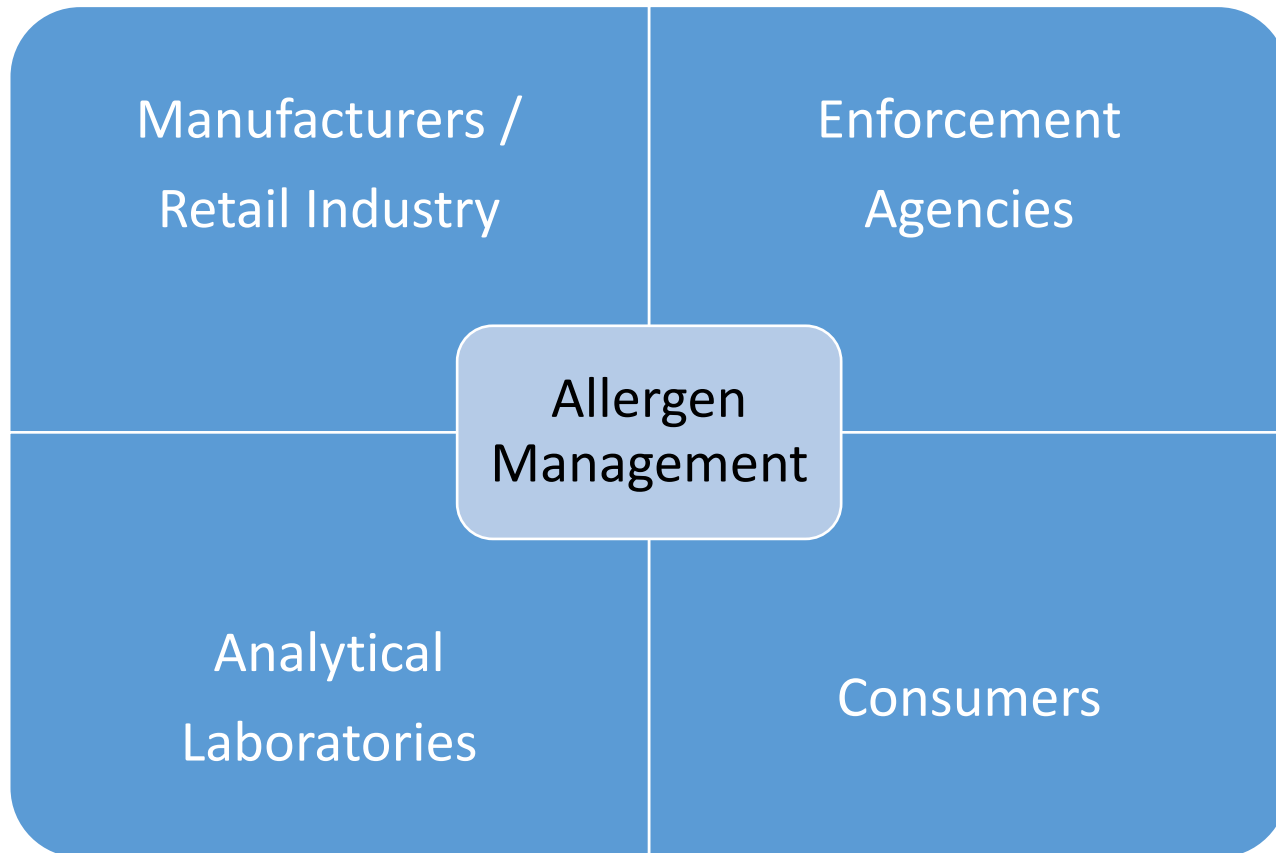 Manufacturers /
Retail Industry
Enforcement
Agencies
Allergen
Management
Analytical
Laboratories
Consumers